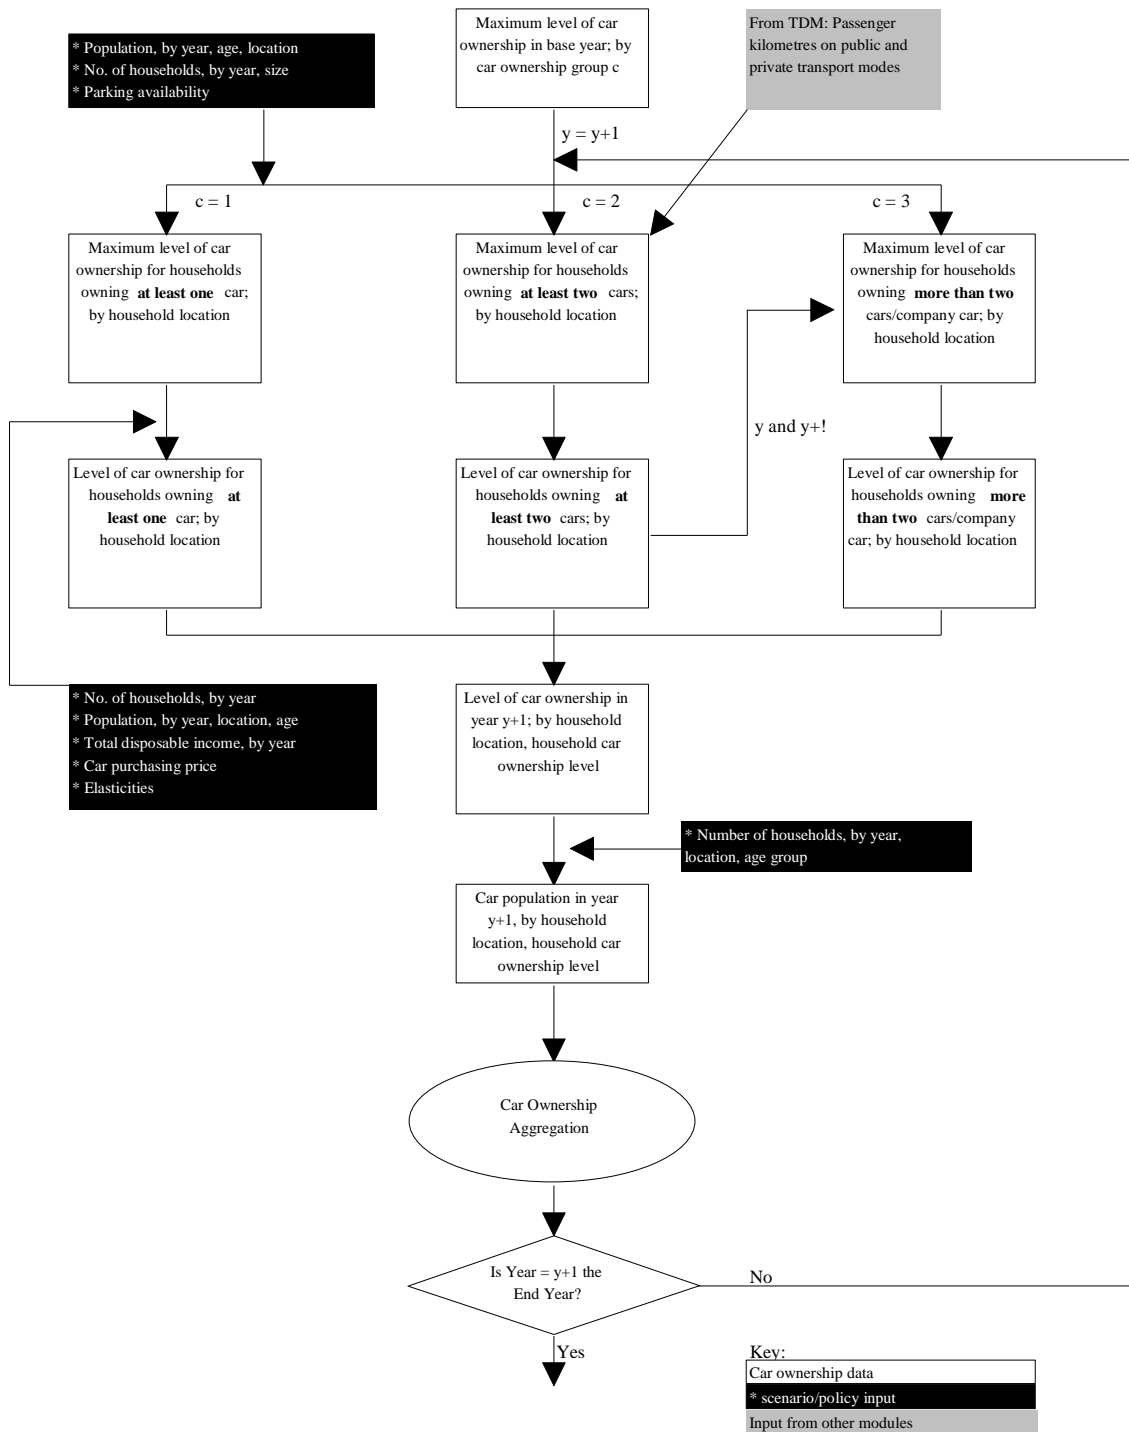 Maximum level of car
ownership in base year; by
car ownership group c
From TDM: Passenger
kilometres on public and
private transport modes
* Population, by year, age, location
* No. of households, by year, size
* Parking availability
y = y+1
c = 1
c = 2
c = 3
Maximum level of car
ownership for households
owning at least one car;
by household location
Maximum level of car
ownership for households
owning at least two cars;
by household location
Maximum level of car
ownership for households
owning more than two
cars/company car; by
household location
y and y+!
Level of car ownership for
households owning at
least one car; by
household location
Level of car ownership for
households owning at
least two cars; by
household location
Level of car ownership for
households owning more
than two cars/company
car; by household location
* No. of households, by year
* Population, by year, location, age
* Total disposable income, by year
* Car purchasing price
* Elasticities
Level of car ownership in
year y+1; by household
location, household car
ownership level
* Number of households, by year,
location, age group
Car population in year
y+1, by household
location, household car
ownership level
Car Ownership
Aggregation
Is Year = y+1 the
End Year?
No
Yes
Key:
Car ownership data
* scenario/policy input
Input from other modules